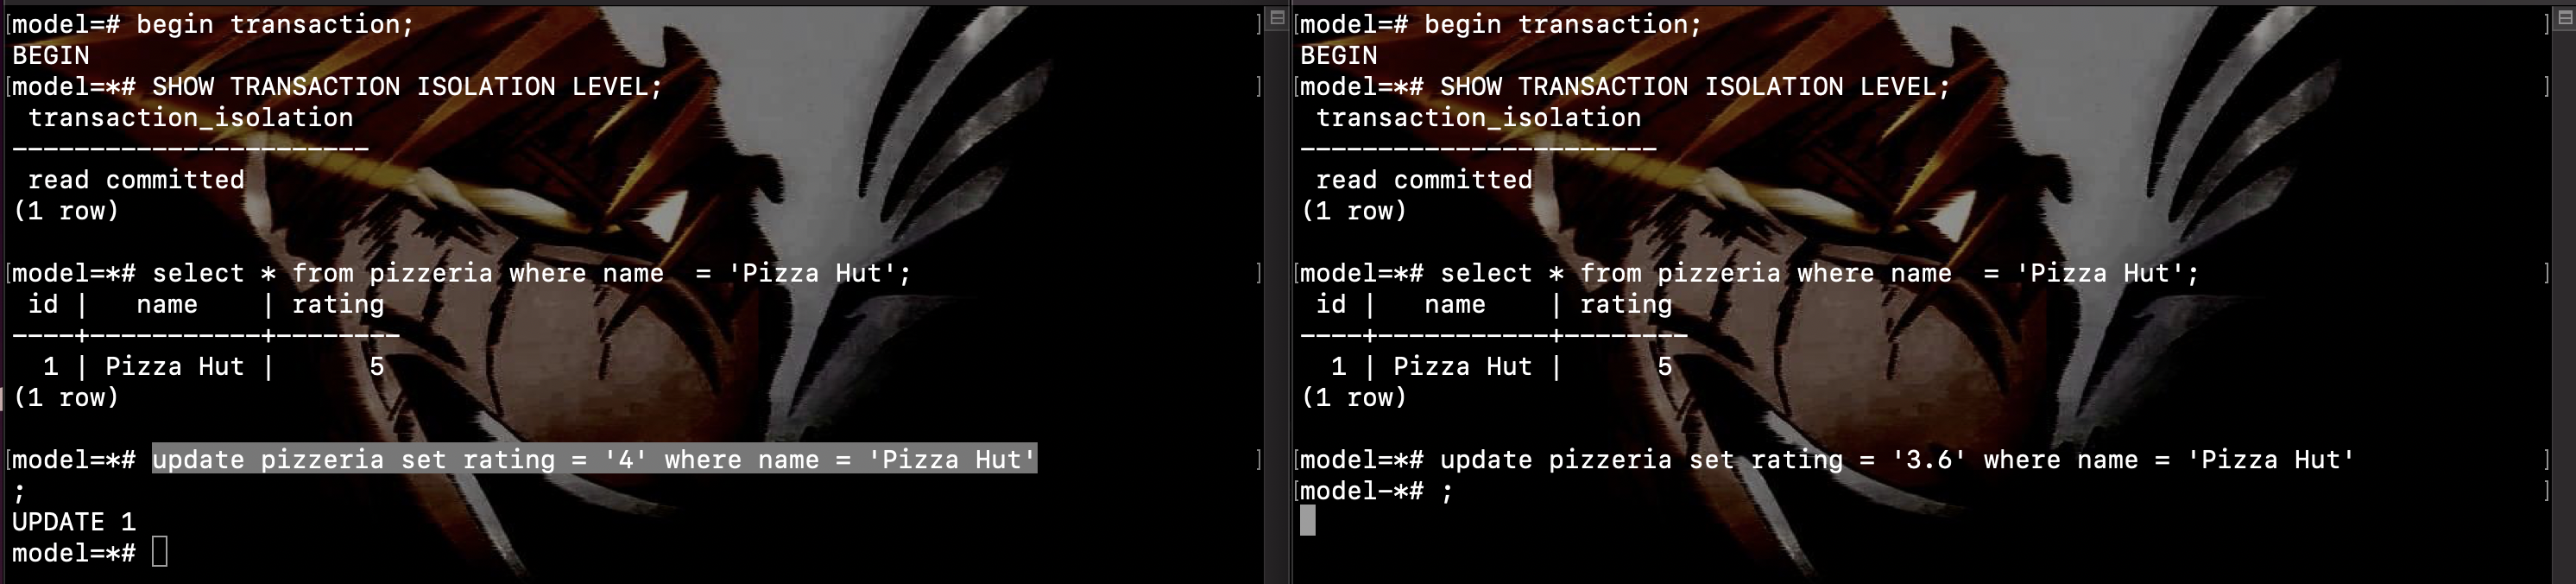 model=# begin transaction;
BEGIN
model=*# SHOW TRANSACTION ISOLATION LEVEL;
 transaction_isolation
-----------------------
 read committed
(1 row)

model=*# select * from pizzeria where name  = 'Pizza Hut';
 id |   name    | rating
----+-----------+--------
  1 | Pizza Hut |      5
(1 row)

model=*# update pizzeria set rating = '4' where name = 'Pizza Hut'
;
UPDATE 1
model=*#
model=# begin transaction;
BEGIN
model=*# SHOW TRANSACTION ISOLATION LEVEL;
 transaction_isolation
-----------------------
 read committed
(1 row)

model=*# select * from pizzeria where name  = 'Pizza Hut';
 id |   name    | rating
----+-----------+--------
  1 | Pizza Hut |      5
(1 row)

model=*# update pizzeria set rating = '3.6' where name = 'Pizza Hut'
model-*# ;